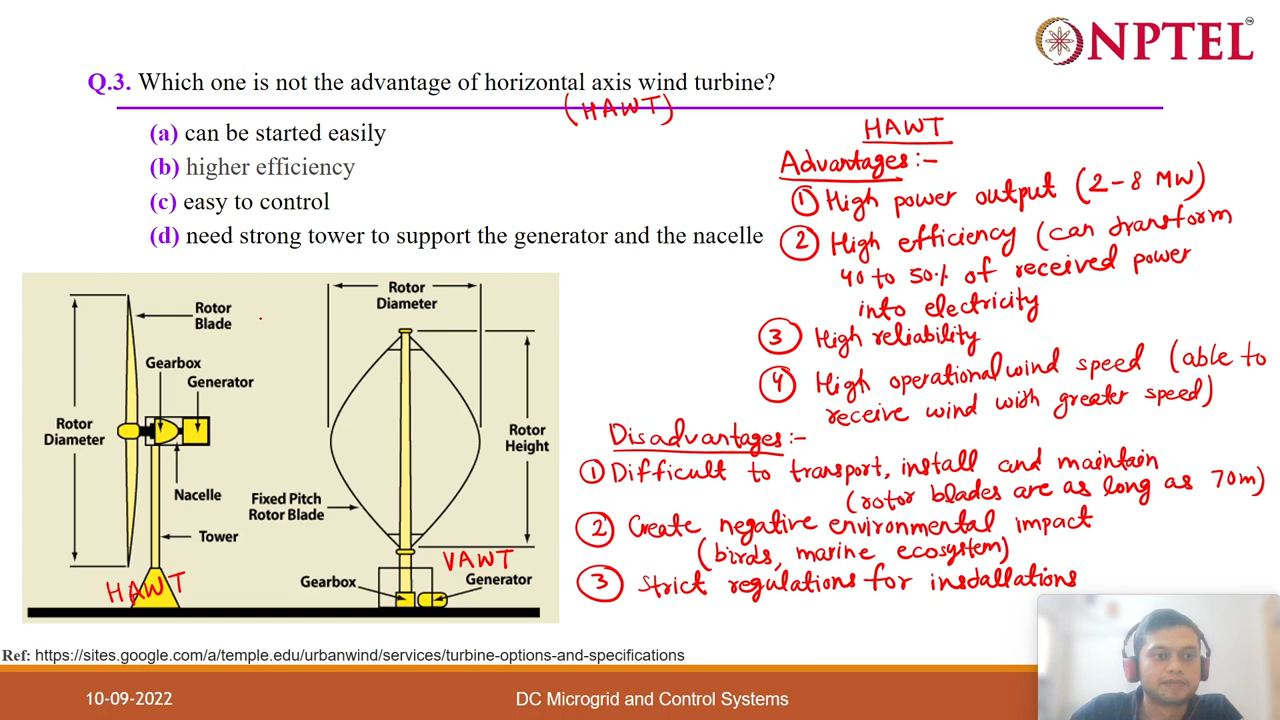 NPTEL
Q.3. Which one is not the advantage of horizontal axis wind turbine?
(HAWT)
(a) can be started easily
(b) higher efficiency
(c) easy to control
(d) need strong tower to support the generator and the nacelle
HAWT
Advantages :-
① High power output (2-8 MW)
② High efficiency (can transform
40 to 50% of received power
into electricity
③ High reliability
④ High operational wind speed (able to
receive wind with greater speed)
Disadvantages :-
① Difficult to transport, install and maintain
(rotor blades are as long as 70m)
② Create negative environmental impact
(birds, marine ecosystem)
③ Strict regulations for installations
Rotor
Blade
Gearbox
Generator
Rotor
Diameter
Nacelle
Tower
HAWT
Rotor
Diameter
Rotor
Height
Fixed Pitch
Rotor Blade
VAWT
Gearbox
Generator
Ref: https://sites.google.com/a/temple.edu/urbanwind/services/turbine-options-and-specifications
10-09-2022
DC Microgrid and Control Systems